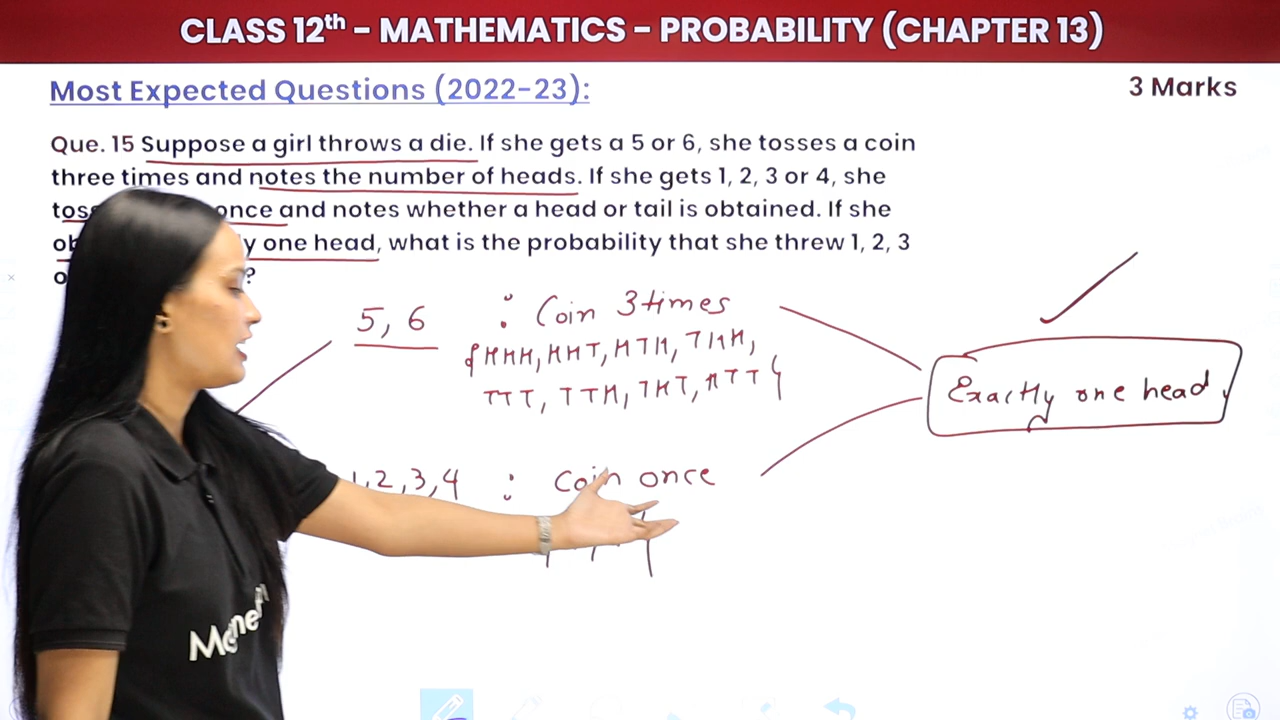 CLASS 12th - MATHEMATICS - PROBABILITY (CHAPTER 13)
Most Expected Questions (2022-23):
3 Marks
Que. 15 Suppose a girl throws a die. If she gets a 5 or 6, she tosses a coin
three times and notes the number of heads. If she gets 1, 2, 3 or 4, she
once and notes whether a head or tail is obtained. If she
one head, what is the probability that she threw 1, 2, 3
?
5, 6 : Coin 3 times
{HHH, HHT, HTH, THH,
TTT, TTH, THT, HTT}
Exactly one head
1,2,3,4 : Coin once